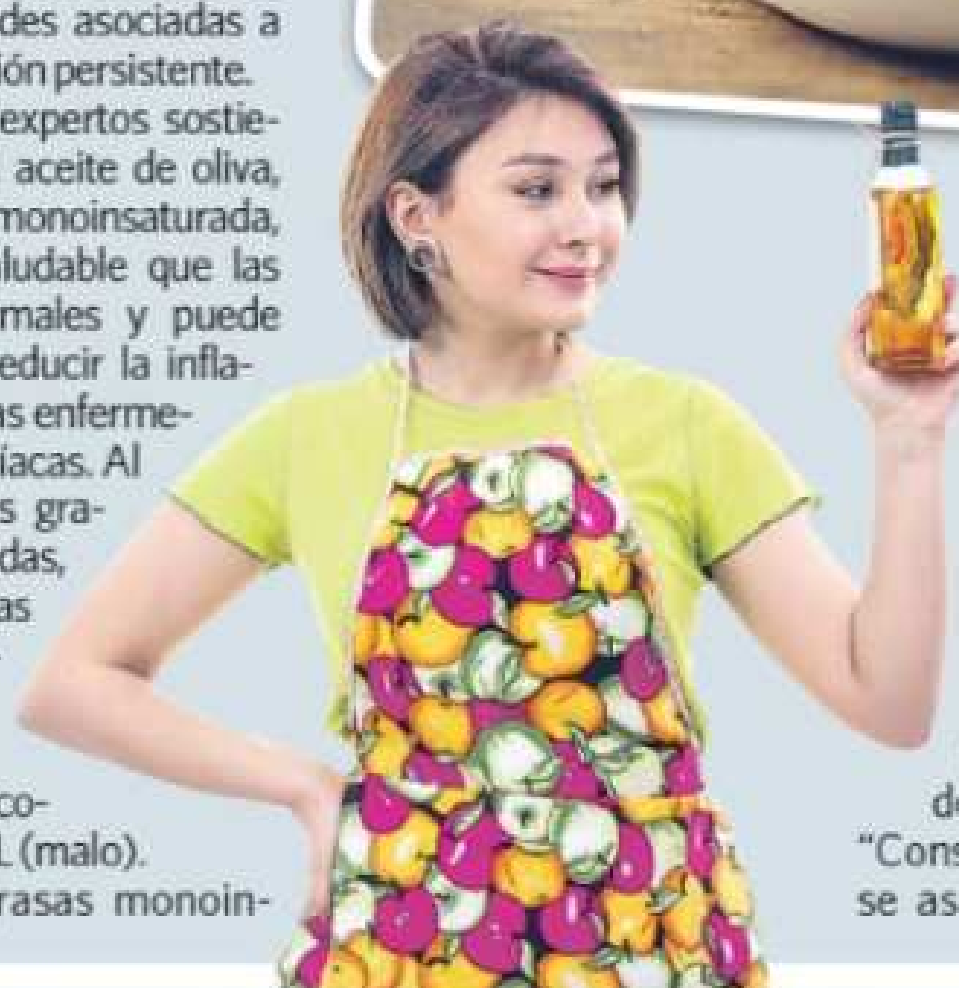 des asociadas a
ión persistente.
expertos sostie-
aceite de oliva,
monoinsaturada,
ludable que las
males y puede
educir la infla-
as enferme-
íacas. Al
s gra-
das,
as
co-
L (malo).
rasas monoin-
de
“Cons
se as